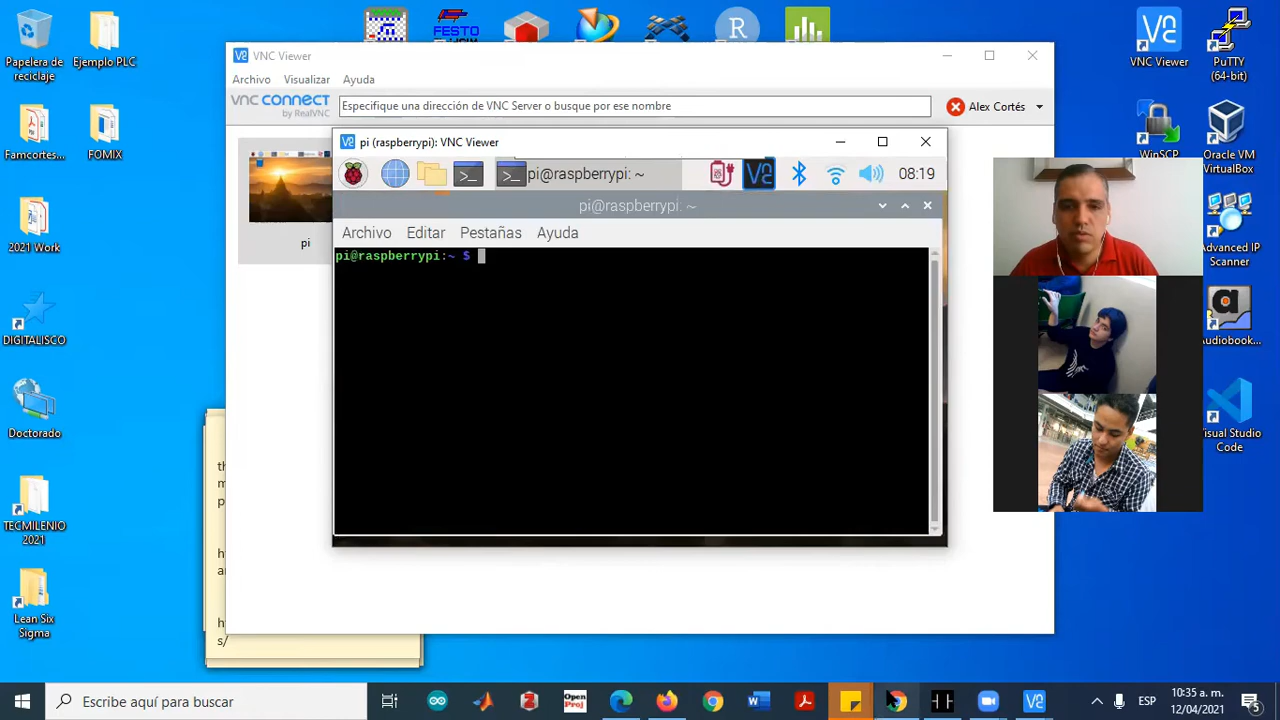 Papelera de
reciclaje
Ejemplo PLC
Famcortes...
FOMIX
2021 Work
DIGITALISCO
Doctorado
TECMILENIO
2021
Lean Six
Sigma
FESTO
R
VNC Viewer
Archivo
Visualizar
Ayuda
VNC CONNECT
by RealVNC
Especifique una dirección de VNC Server o busque por ese nombre
Alex Cortés
pi
pi (raspberrypi): VNC Viewer
pi@raspberrypi: ~
08:19
pi@raspberrypi: ~
Archivo
Editar
Pestañas
Ayuda
pi@raspberrypi:~ $
s/
VNC Viewer
PuTTY
(64-bit)
WinSCP
Oracle VM
VirtualBox
Advanced IP
Scanner
Audiobook...
Visual Studio
Code
Escribe aquí para buscar
Open
Proj
ESP
10:35 a. m.
12/04/2021
5